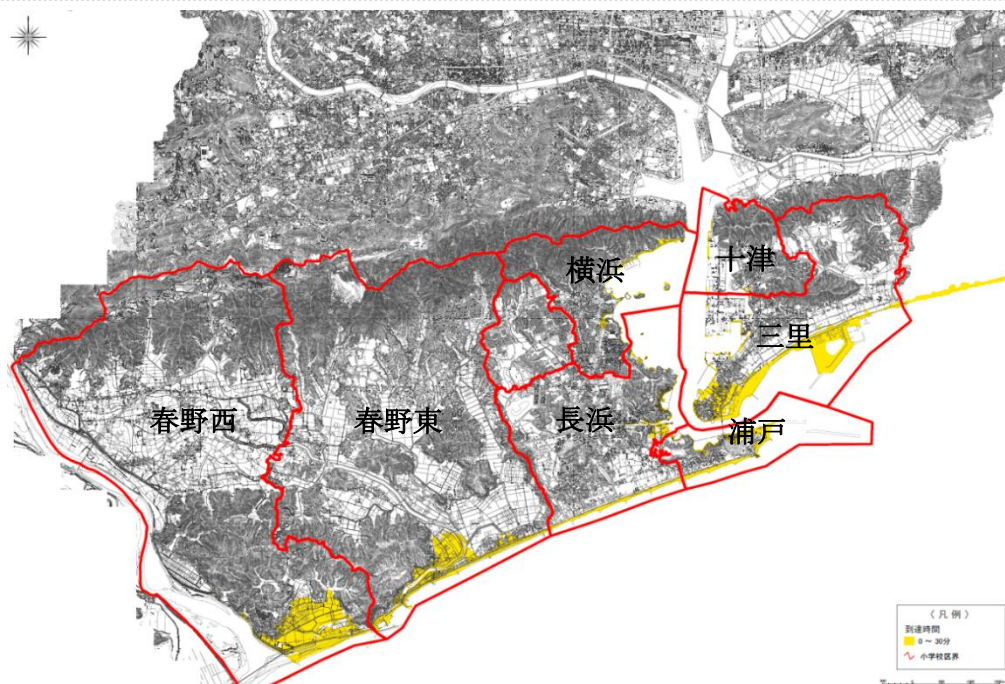 横浜
十津
三里
春野西
春野東
長浜
浦戸
〈凡例〉
到達時間
0 ～ 30分
小学校区界